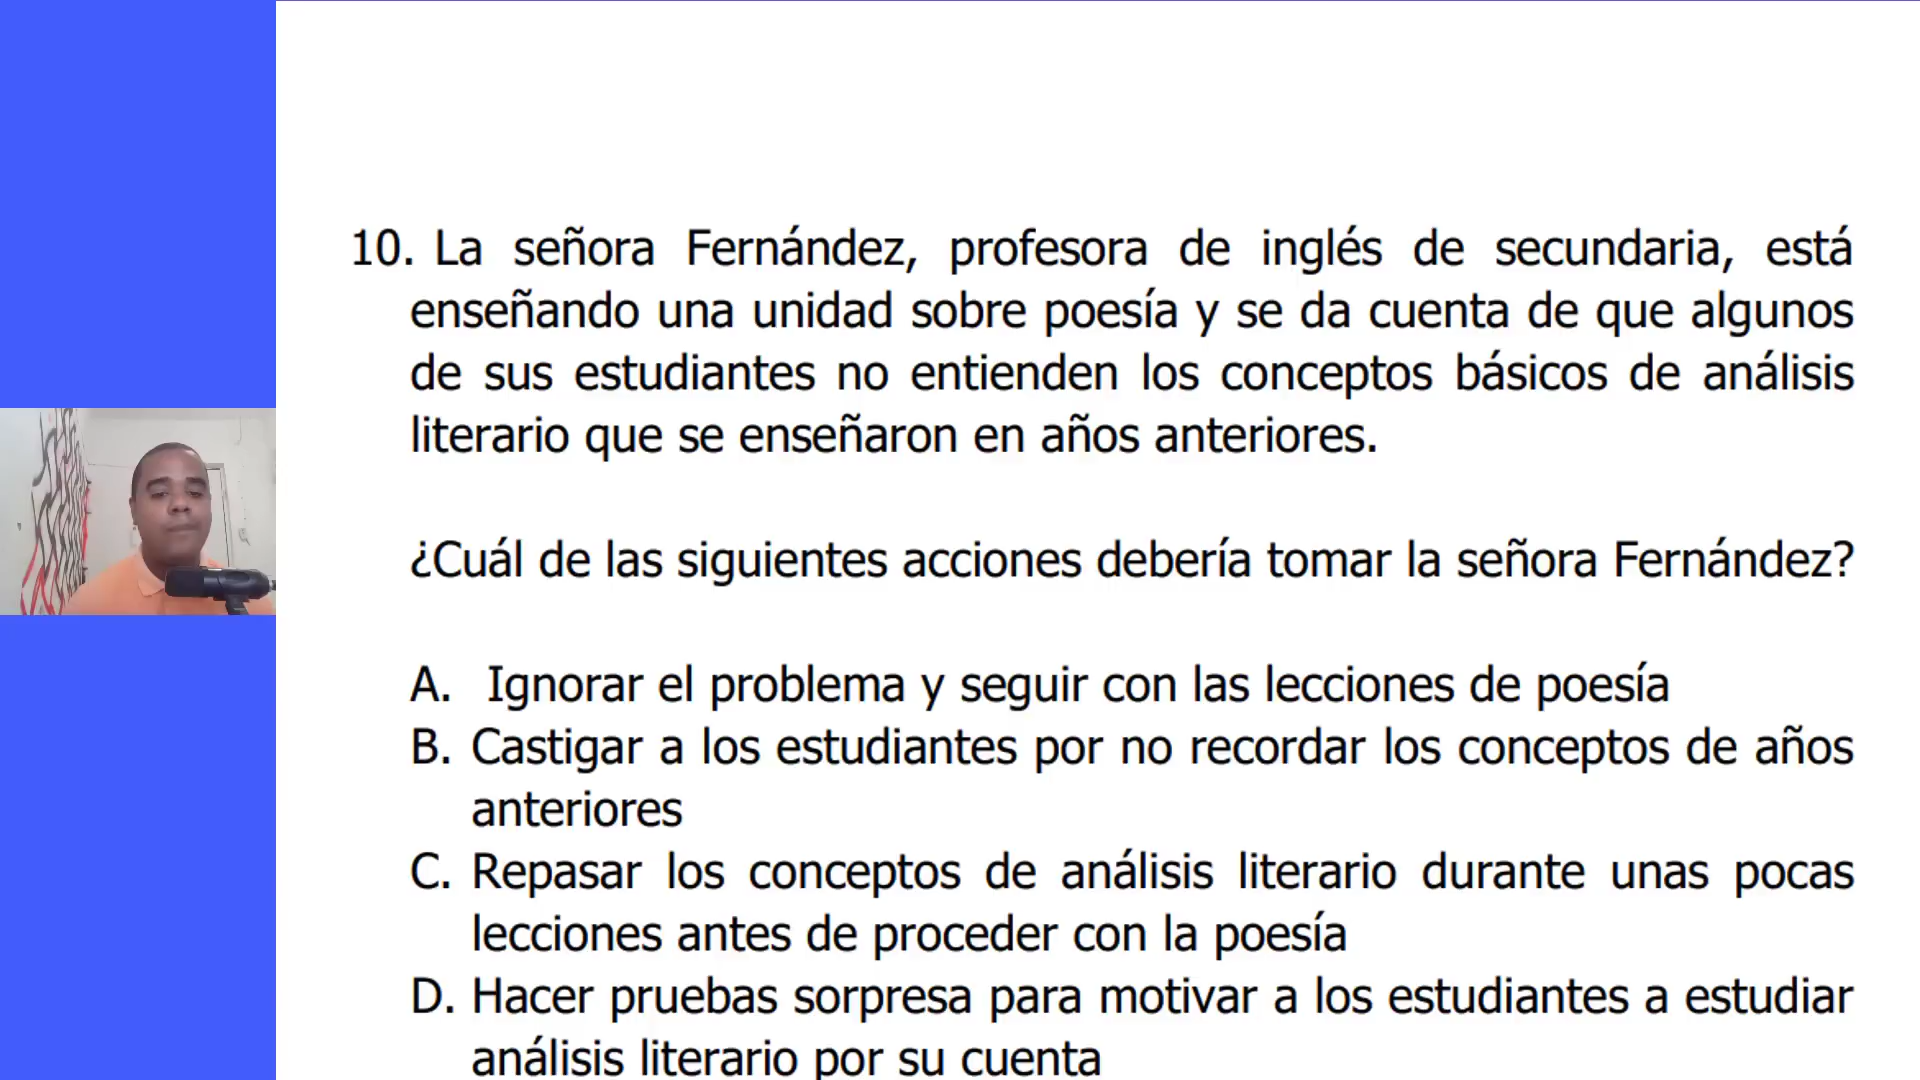 10. La señora Fernández, profesora de inglés de secundaria, está
enseñando una unidad sobre poesía y se da cuenta de que algunos
de sus estudiantes no entienden los conceptos básicos de análisis
literario que se enseñaron en años anteriores.
¿Cuál de las siguientes acciones debería tomar la señora Fernández?
A. Ignorar el problema y seguir con las lecciones de poesía
B. Castigar a los estudiantes por no recordar los conceptos de años
anteriores
C. Repasar los conceptos de análisis literario durante unas pocas
lecciones antes de proceder con la poesía
D. Hacer pruebas sorpresa para motivar a los estudiantes a estudiar
análisis literario por su cuenta